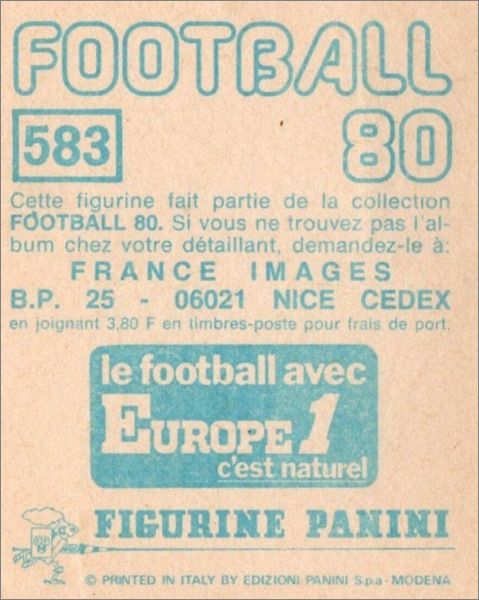 FOOTBALL
583 80
Cette figurine fait partie de la collection
FOOTBALL 80. Si vous ne trouvez pas l'al-
bum chez votre détaillant, demandez-le à:
FRANCE IMAGES
B.P. 25 - 06021 NICE CEDEX
en joignant 3,80 F en timbres-poste pour frais de port.
le football avec
EUROPE 1
c'est naturel
FIGURINE PANINI
© PRINTED IN ITALY BY EDIZIONI PANINI S.p.a - MODENA